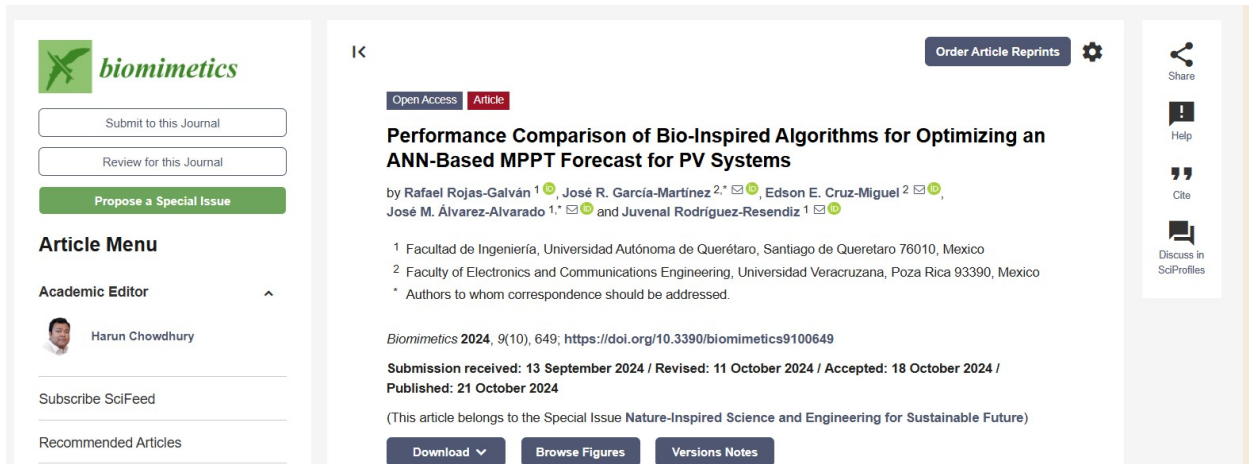 biomimetics
Submit to this Journal
Review for this Journal
Propose a Special Issue
Article Menu
Academic Editor
Harun Chowdhury
Subscribe SciFeed
Recommended Articles
Order Article Reprints
Open Access Article
Performance Comparison of Bio-Inspired Algorithms for Optimizing an
ANN-Based MPPT Forecast for PV Systems
by Rafael Rojas-Galván 1 iD, José R. García-Martínez 2,* iD, Edson E. Cruz-Miguel 2 iD,
José M. Álvarez-Alvarado 1,* iD and Juvenal Rodríguez-Resendiz 1 iD
1 Facultad de Ingeniería, Universidad Autónoma de Querétaro, Santiago de Queretaro 76010, Mexico
2 Faculty of Electronics and Communications Engineering, Universidad Veracruzana, Poza Rica 93390, Mexico
* Authors to whom correspondence should be addressed.
Biomimetics 2024, 9(10), 649; https://doi.org/10.3390/biomimetics9100649
Submission received: 13 September 2024 / Revised: 11 October 2024 / Accepted: 18 October 2024 /
Published: 21 October 2024
(This article belongs to the Special Issue Nature-Inspired Science and Engineering for Sustainable Future)
Download
Browse Figures
Versions Notes
Share
Help
Cite
Discuss in
SciProfiles